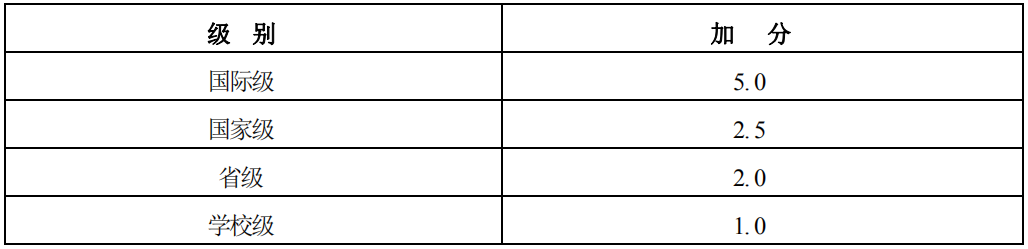 级 别 加 分
国际级 5.0
国家级 2.5
省级 2.0
学校级 1.0